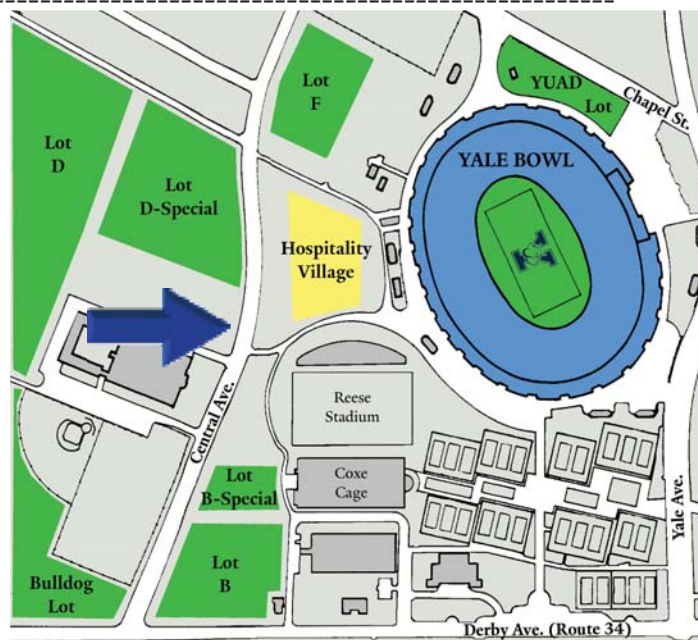 Lot
F
YUAD
Lot
Chapel St.
Lot
D
Lot
D-Special
YALE BOWL
Y
Hospitality
Village
Central Ave.
Reese
Stadium
Lot
B-Special
Coxe
Cage
Yale Ave.
Bulldog
Lot
Lot
B
Derby Ave. (Route 34)